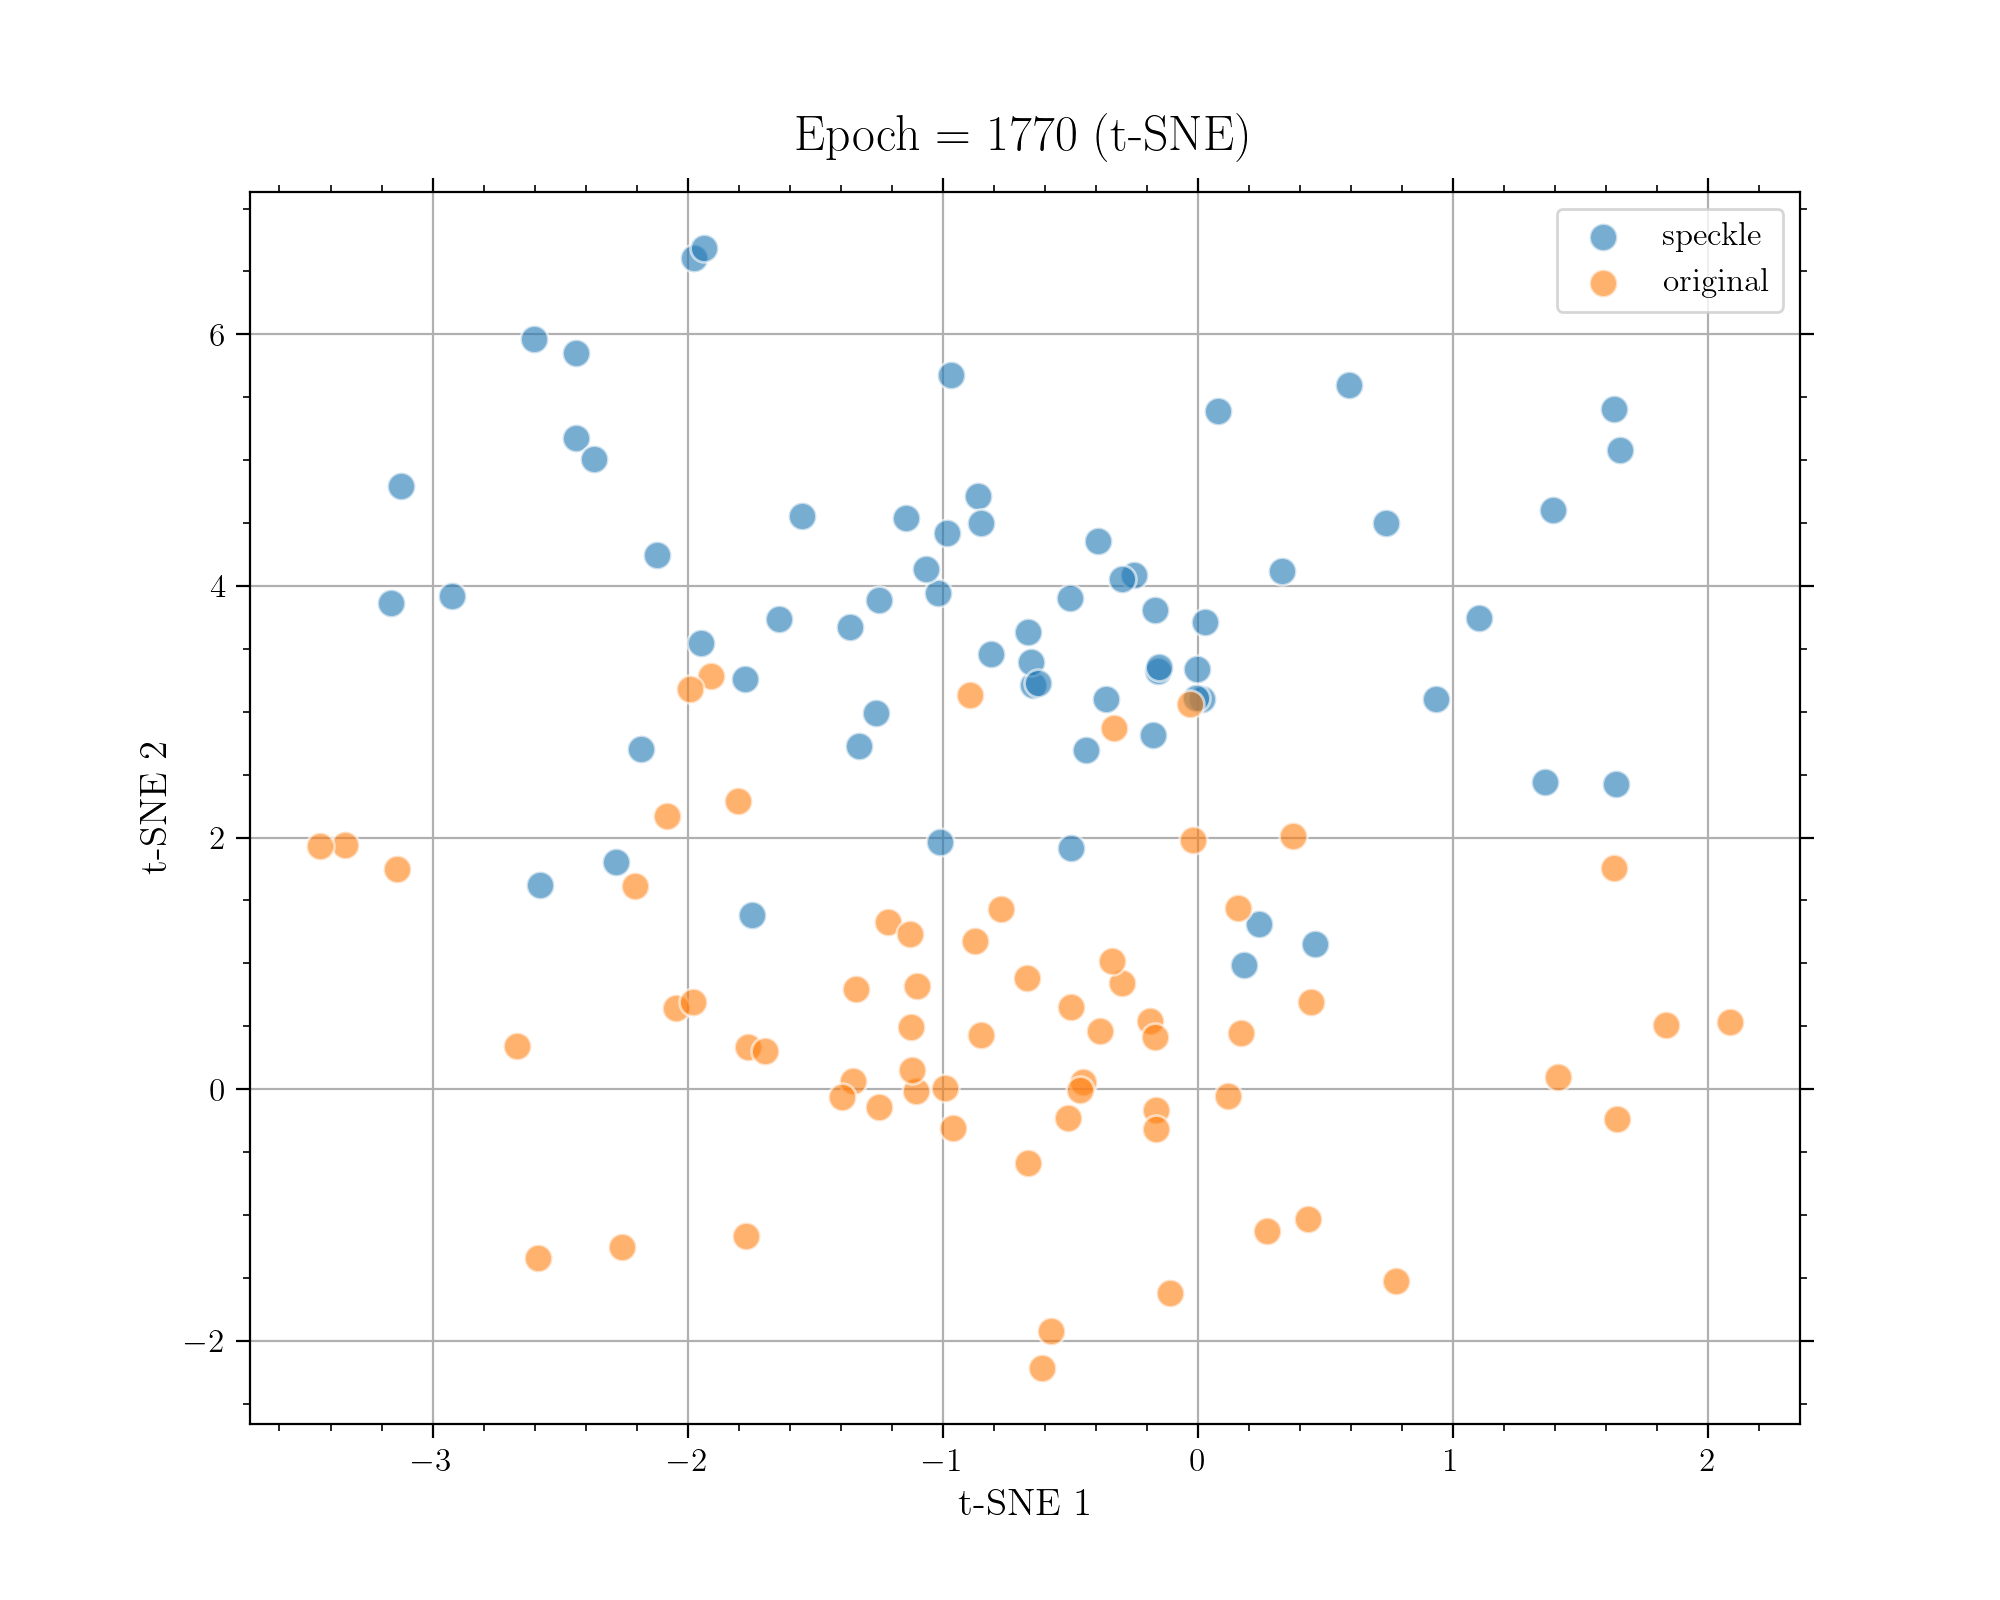 Epoch = 1770 (t-SNE)
speckle
original
6
4
2
0
−2
t-SNE 2
−3
−2
−1
0
1
2
t-SNE 1